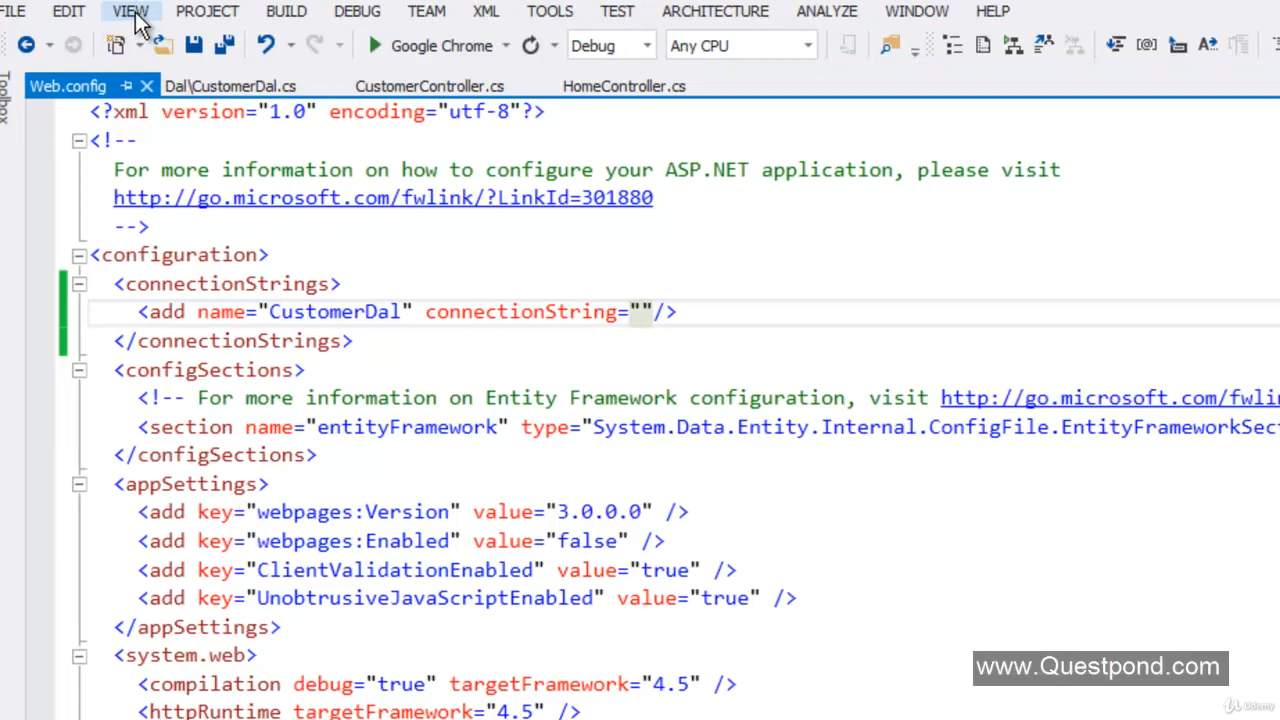 FILE EDIT VIEW PROJECT BUILD DEBUG TEAM XML TOOLS TEST ARCHITECTURE ANALYZE WINDOW HELP
Google Chrome Debug Any CPU
Toolbox
Web.config Dal\CustomerDal.cs CustomerController.cs HomeController.cs
<?xml version="1.0" encoding="utf-8"?>
<!--
For more information on how to configure your ASP.NET application, please visit
http://go.microsoft.com/fwlink/?LinkId=301880
-->
<configuration>
<connectionStrings>
<add name="CustomerDal" connectionString=""/>
</connectionStrings>
<configSections>
<!-- For more information on Entity Framework configuration, visit http://go.microsoft.com/fwlin
<section name="entityFramework" type="System.Data.Entity.Internal.ConfigFile.EntityFrameworkSect
</configSections>
<appSettings>
<add key="webpages:Version" value="3.0.0.0" />
<add key="webpages:Enabled" value="false" />
<add key="ClientValidationEnabled" value="true" />
<add key="UnobtrusiveJavaScriptEnabled" value="true" />
</appSettings>
<system.web>
<compilation debug="true" targetFramework="4.5" />
<httpRuntime targetFramework="4.5" />
www.Questpond.com
Udemy